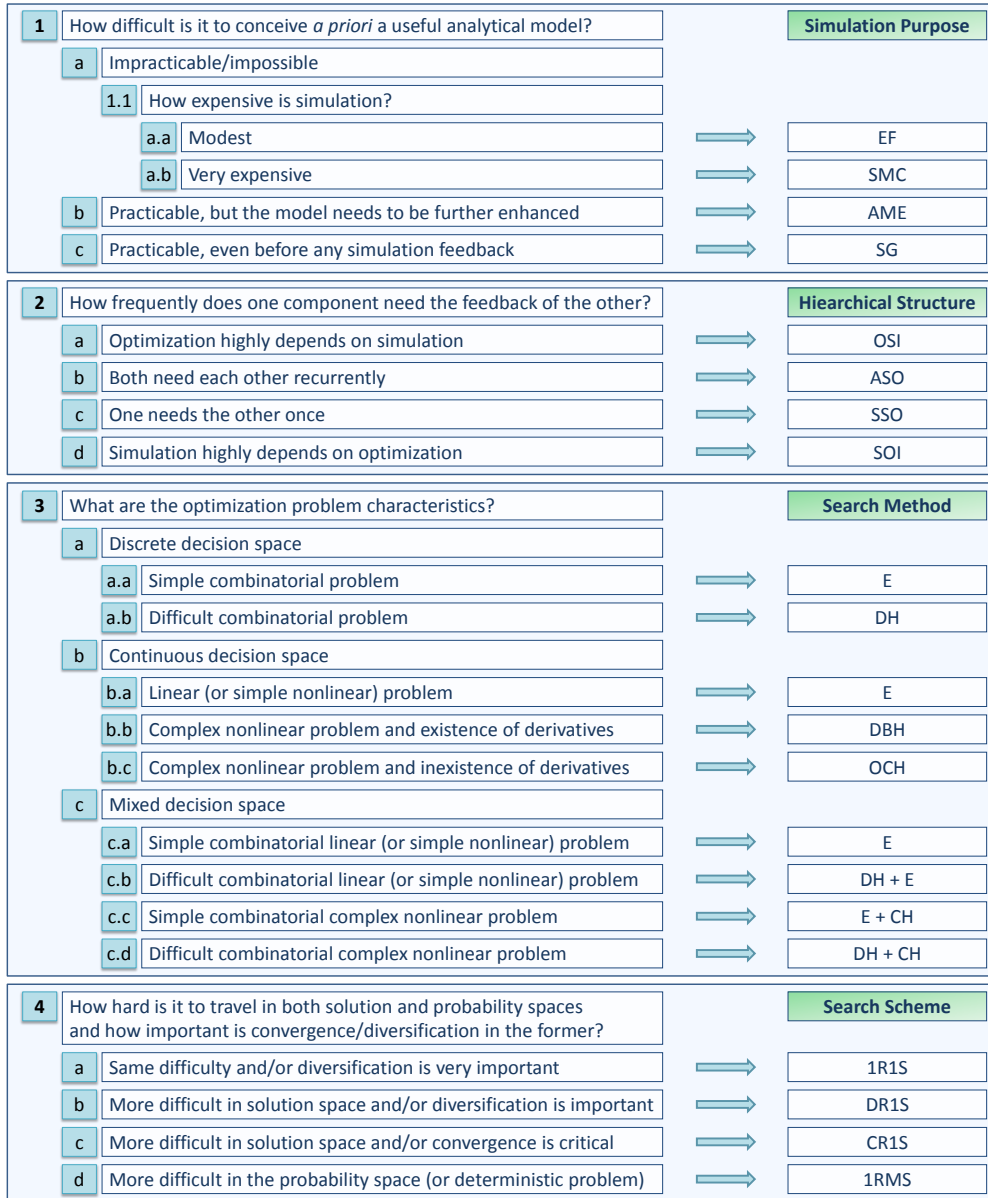 1 How difficult is it to conceive a priori a useful analytical model? Simulation Purpose
a Impracticable/impossible
1.1 How expensive is simulation?
a.a Modest EF
a.b Very expensive SMC
b Practicable, but the model needs to be further enhanced AME
c Practicable, even before any simulation feedback SG
2 How frequently does one component need the feedback of the other? Hiearchical Structure
a Optimization highly depends on simulation OSI
b Both need each other recurrently ASO
c One needs the other once SSO
d Simulation highly depends on optimization SOI
3 What are the optimization problem characteristics? Search Method
a Discrete decision space
a.a Simple combinatorial problem E
a.b Difficult combinatorial problem DH
b Continuous decision space
b.a Linear (or simple nonlinear) problem E
b.b Complex nonlinear problem and existence of derivatives DBH
b.c Complex nonlinear problem and inexistence of derivatives OCH
c Mixed decision space
c.a Simple combinatorial linear (or simple nonlinear) problem E
c.b Difficult combinatorial linear (or simple nonlinear) problem DH + E
c.c Simple combinatorial complex nonlinear problem E + CH
c.d Difficult combinatorial complex nonlinear problem DH + CH
4 How hard is it to travel in both solution and probability spaces Search Scheme
and how important is convergence/diversification in the former?
a Same difficulty and/or diversification is very important 1R1S
b More difficult in solution space and/or diversification is important DR1S
c More difficult in solution space and/or convergence is critical CR1S
d More difficult in the probability space (or deterministic problem) 1RMS